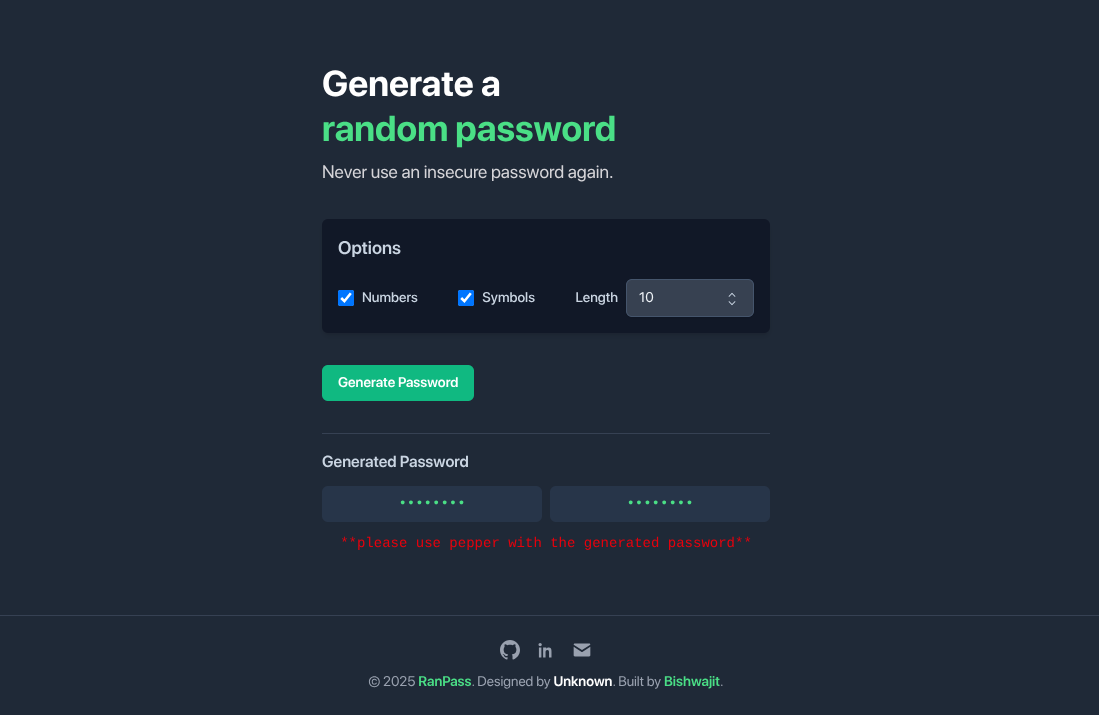 Generate a
random password
Never use an insecure password again.
Options
Numbers Symbols Length 10
Generate Password
Generated Password
•••••••• ••••••••
**please use pepper with the generated password**
© 2025 RanPass. Designed by Unknown. Built by Bishwajit.